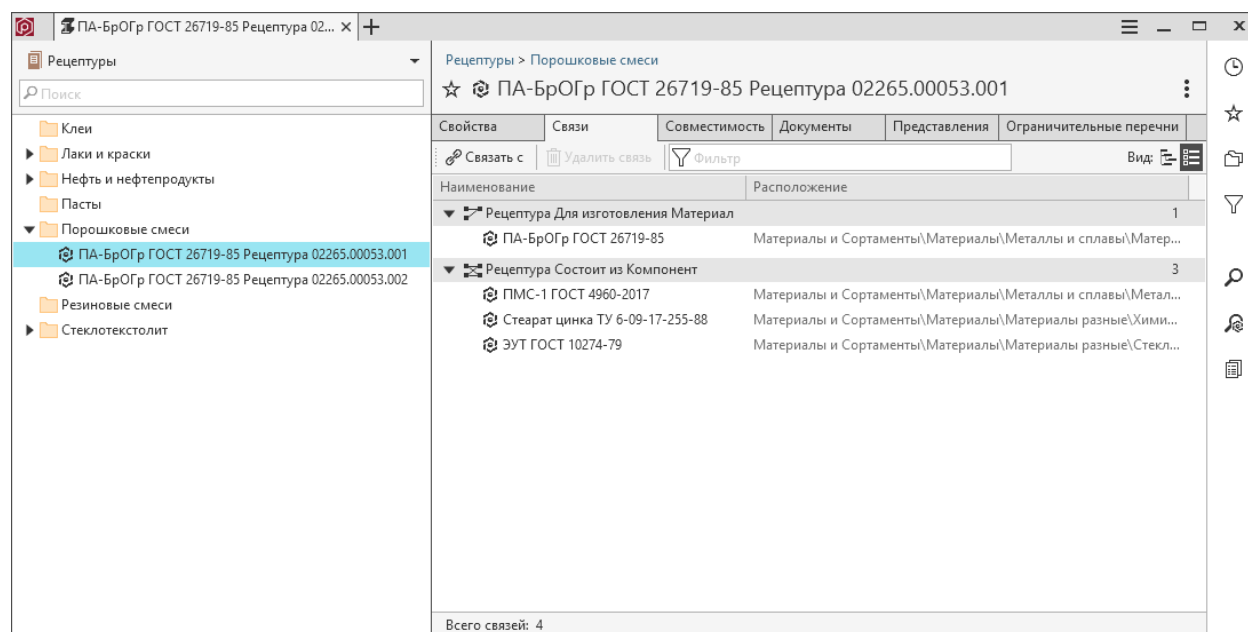 ПА-БрОГр ГОСТ 26719-85 Рецептура 02...
Рецептуры
Поиск
Клеи
Лаки и краски
Нефть и нефтепродукты
Пасты
Порошковые смеси
ПА-БрОГр ГОСТ 26719-85 Рецептура 02265.00053.001
ПА-БрОГр ГОСТ 26719-85 Рецептура 02265.00053.002
Резиновые смеси
Стеклотекстолит
Рецептуры > Порошковые смеси
ПА-БрОГр ГОСТ 26719-85 Рецептура 02265.00053.001
Свойства Связи Совместимость Документы Представления Ограничительные перечни
Связать с Удалить связь Фильтр Вид:
Наименование Расположение
Рецептура Для изготовления Материал 1
ПА-БрОГр ГОСТ 26719-85 Материалы и Сортаменты\Материалы\Металлы и сплавы\Матер...
Рецептура Состоит из Компонент 3
ПМС-1 ГОСТ 4960-2017 Материалы и Сортаменты\Материалы\Металлы и сплавы\Метал...
Стеарат цинка ТУ 6-09-17-255-88 Материалы и Сортаменты\Материалы\Материалы разные\Хими...
ЭУТ ГОСТ 10274-79 Материалы и Сортаменты\Материалы\Материалы разные\Стекл...
Всего связей: 4